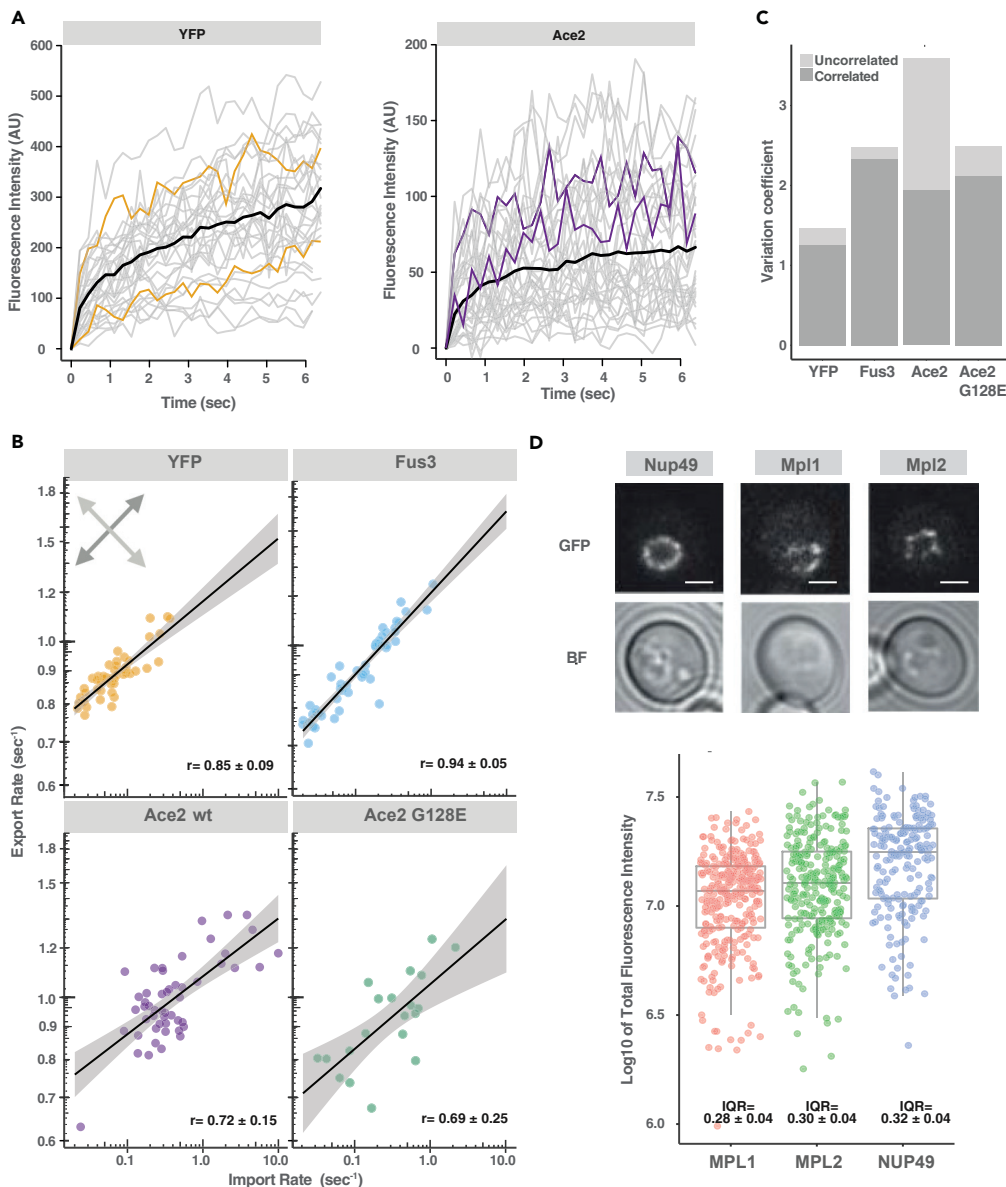 A
YFP
Fluorescence Intensity (AU)
600
500
400
300
200
100
0
0 1 2 3 4 5 6
Time (sec)
Ace2
Fluorescence Intensity (AU)
200
150
100
50
0
0 1 2 3 4 5 6
Time (sec)
C
Uncorrelated
Correlated
Variation coefficient
3
2
1
0
YFP Fus3 Ace2 Ace2
G128E
B
YFP Fus3
Export Rate (sec⁻¹)
1.8
1.5
1.2
1.0
0.9
0.8
0.7
0.6
r= 0.85 ± 0.09
r= 0.94 ± 0.05
Ace2 wt Ace2 G128E
1.8
1.5
1.2
1.0
0.9
0.8
0.7
0.6
r= 0.72 ± 0.15
r= 0.69 ± 0.25
0.1 1.0 10.0 0.1 1.0 10.0
Import Rate (sec⁻¹)
D
Nup49 Mpl1 Mpl2
GFP
BF
Log10 of Total Fluorescence Intensity
7.5
7.0
6.5
6.0
IQR= IQR= IQR=
0.28 ± 0.04 0.30 ± 0.04 0.32 ± 0.04
MPL1 MPL2 NUP49